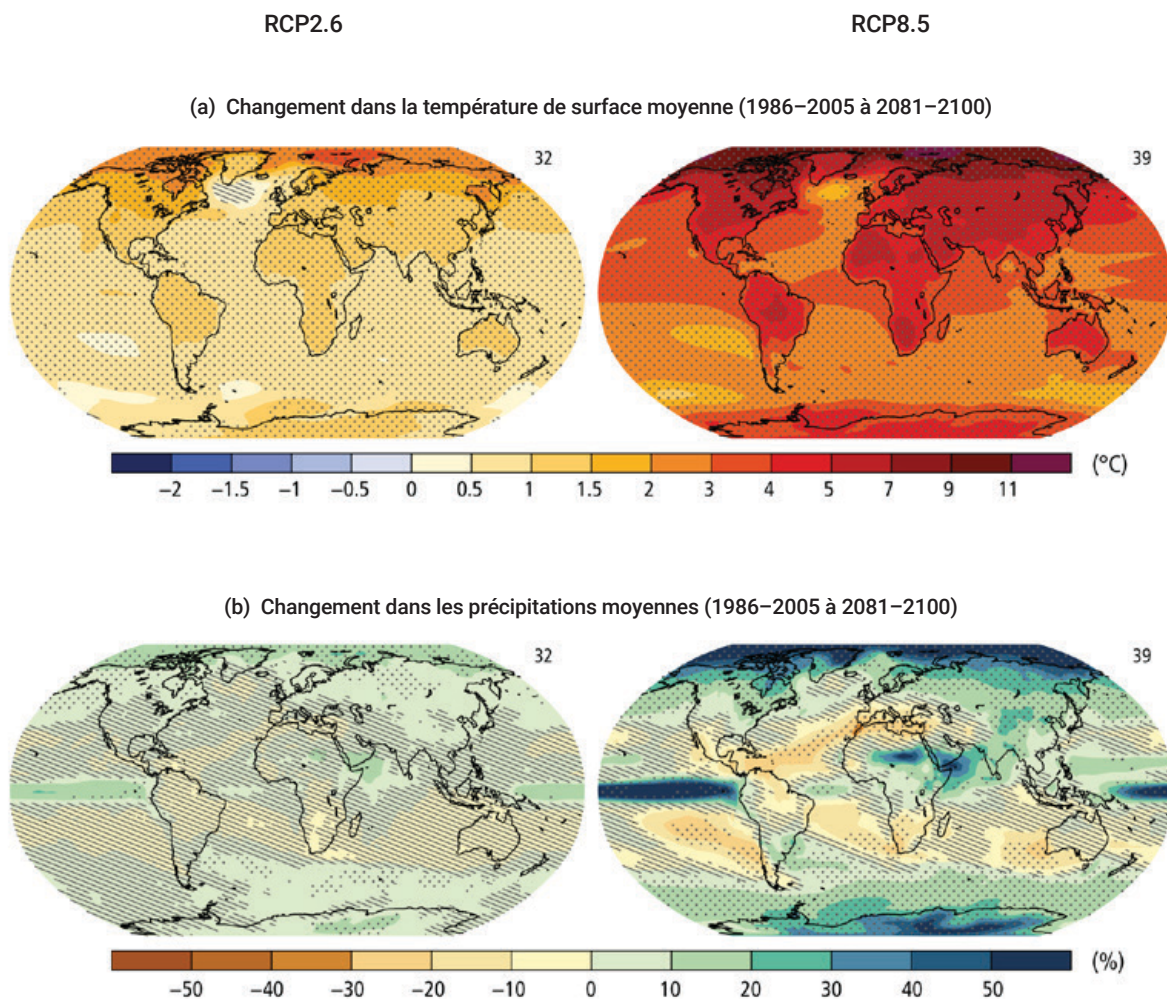 RCP2.6 RCP8.5
(a) Changement dans la température de surface moyenne (1986–2005 à 2081–2100)
32 39
−2 −1.5 −1 −0.5 0 0.5 1 1.5 2 3 4 5 7 9 11 (°C)
(b) Changement dans les précipitations moyennes (1986–2005 à 2081–2100)
32 39
−50 −40 −30 −20 −10 0 10 20 30 40 50 (%)